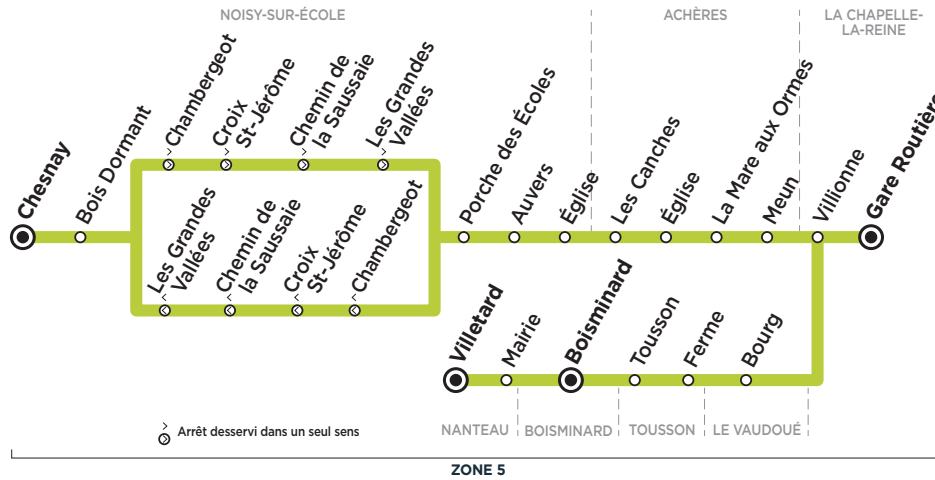 NOISY-SUR-ÉCOLE
ACHÈRES
LA CHAPELLE-
LA-REINE
Chesnay
Bois Dormant
Chambergeot
Croix
St-Jérôme
Chemin de
la Saussaie
Les Grandes
Vallées
Les Grandes
Vallées
Chemin de
la Saussaie
Croix
St-Jérôme
Chambergeot
Porche des Écoles
Auvers
Église
Les Canches
Église
La Mare aux Ormes
Meun
Villionne
Gare Routière
Villetard
Mairie
Boisminard
Tousson
Ferme
Bourg
Arrêt desservi dans un seul sens
NANTEAU
BOISMINARD
TOUSSON
LE VAUDOUÉ
ZONE 5